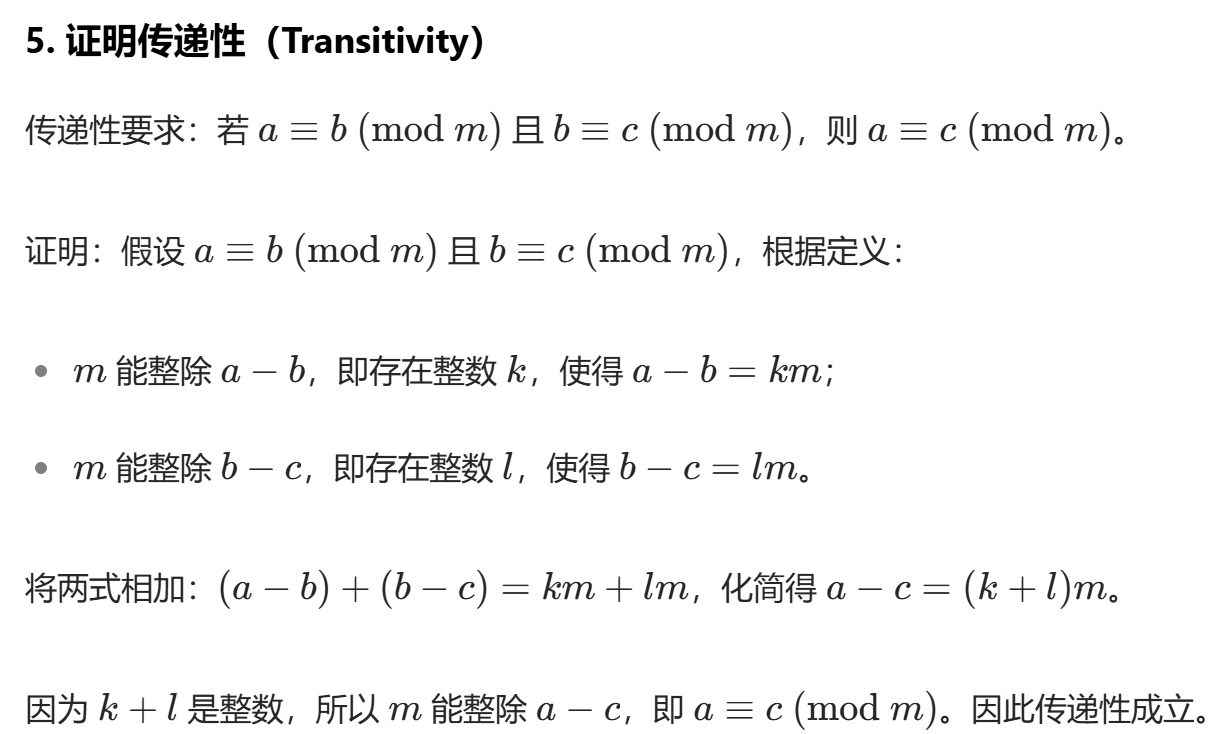 5. 证明传递性（Transitivity）
传递性要求：若 a ≡ b (mod m) 且 b ≡ c (mod m)，则 a ≡ c (mod m)。
证明：假设 a ≡ b (mod m) 且 b ≡ c (mod m)，根据定义：
• m 能整除 a − b，即存在整数 k，使得 a − b = km；
• m 能整除 b − c，即存在整数 l，使得 b − c = lm。
将两式相加：(a − b) + (b − c) = km + lm，化简得 a − c = (k + l)m。
因为 k + l 是整数，所以 m 能整除 a − c，即 a ≡ c (mod m)。因此传递性成立。